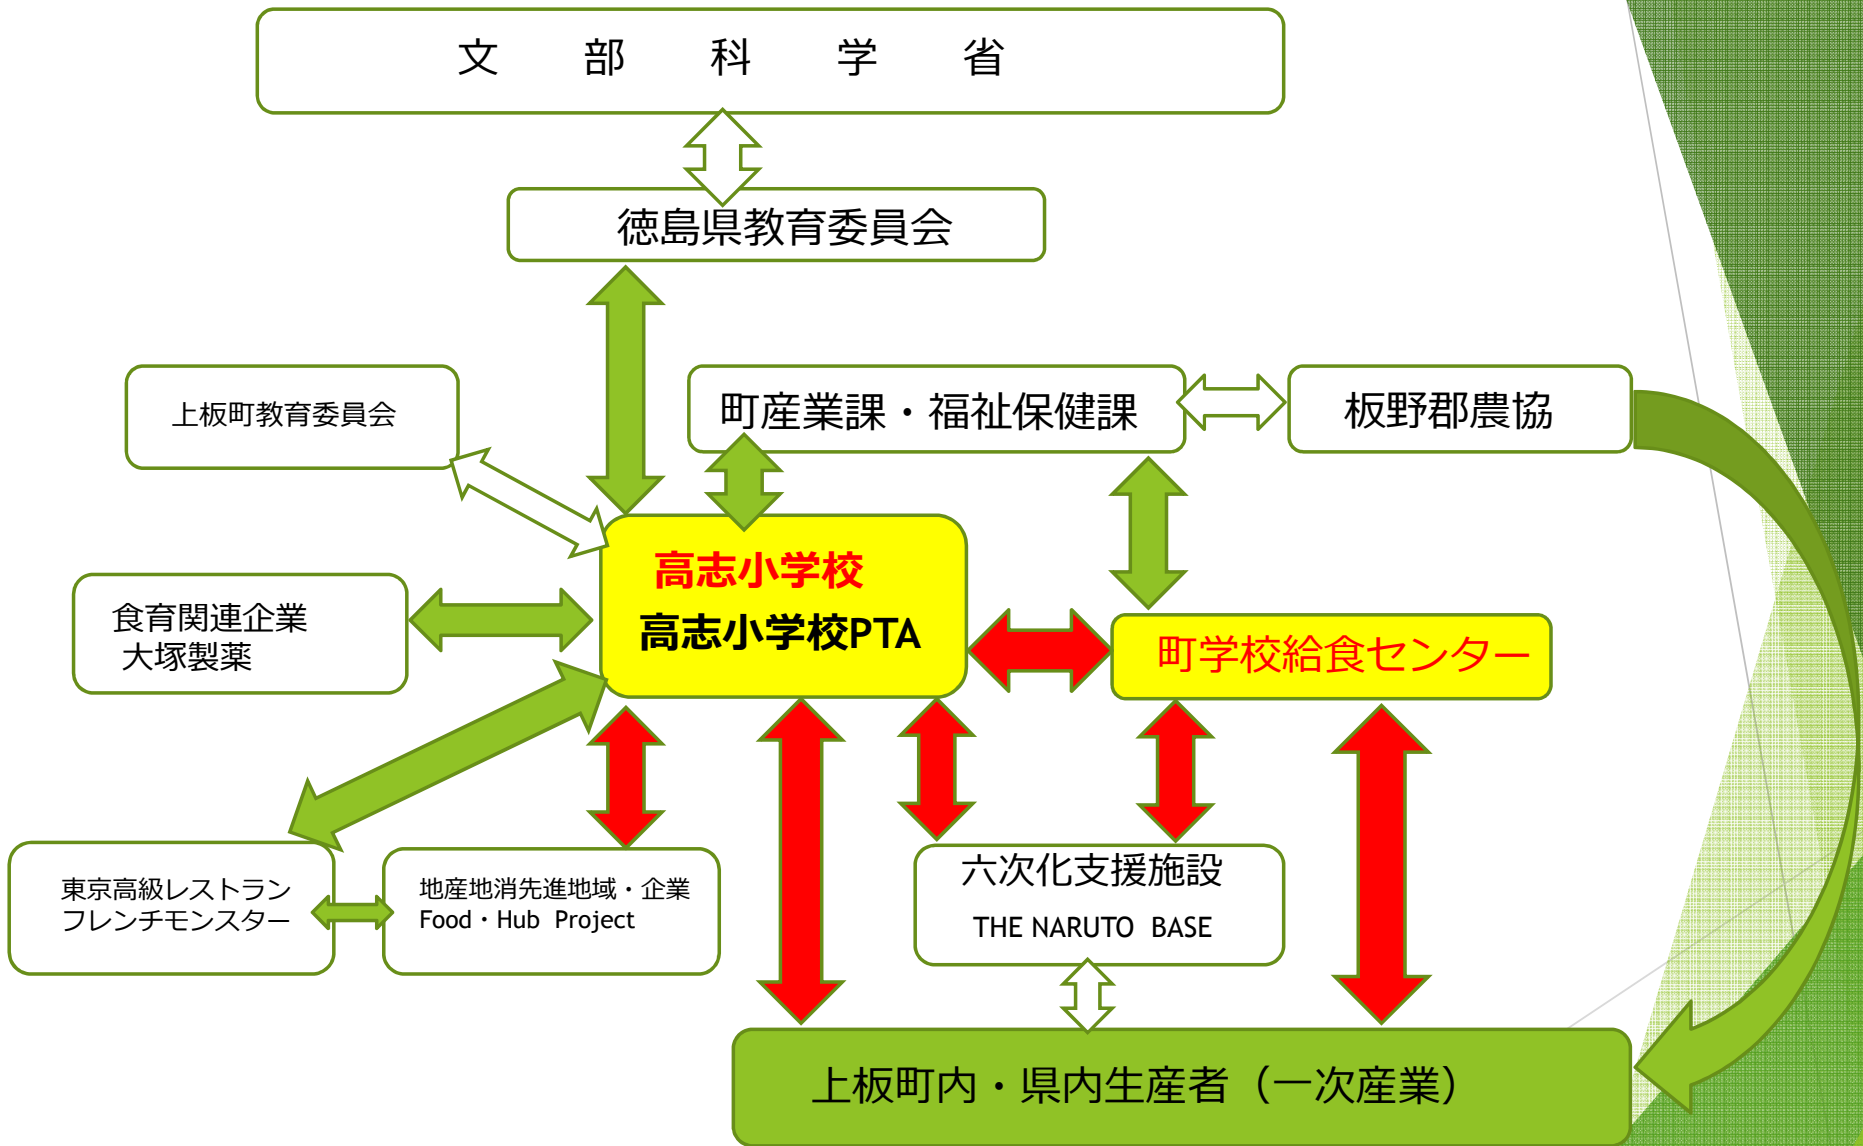 文部科学省
徳島県教育委員会
上板町教育委員会
町産業課・福祉保健課
板野郡農協
高志小学校
高志小学校PTA
食育関連企業
大塚製薬
町学校給食センター
東京高級レストラン
フレンチモンスター
地産地消先進地域・企業
Food・Hub Project
六次化支援施設
THE NARUTO BASE
上板町内・県内生産者（一次産業）